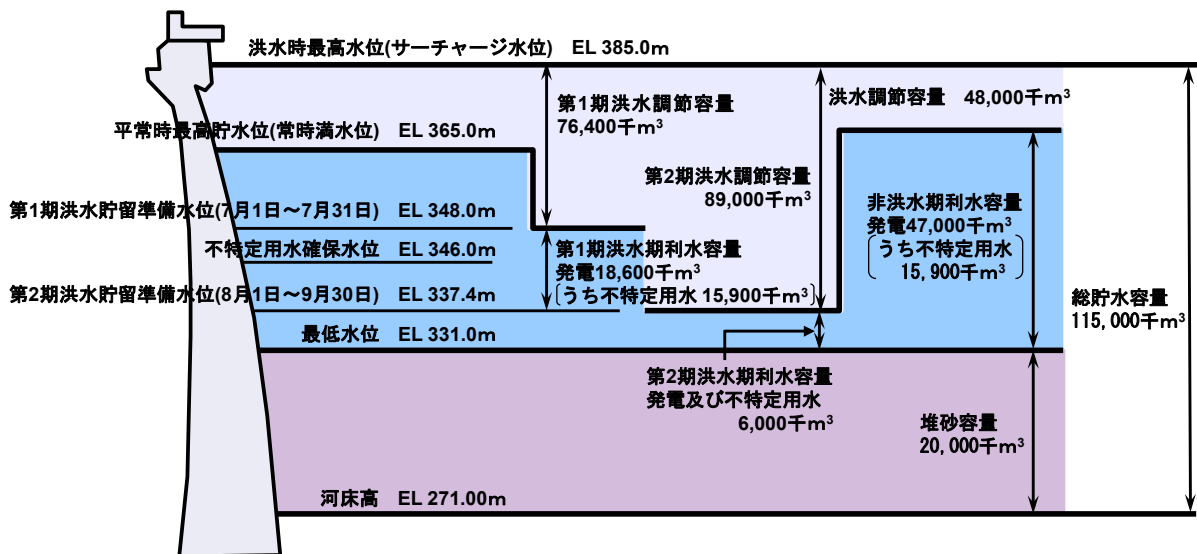 洪水時最高水位(サーチャージ水位) EL 385.0m
第1期洪水調節容量
76,400千m³
洪水調節容量 48,000千m³
平常時最高貯水位(常時満水位) EL 365.0m
第2期洪水調節容量
89,000千m³
第1期洪水貯留準備水位(7月1日～7月31日) EL 348.0m
不特定用水確保水位 EL 346.0m
第2期洪水貯留準備水位(8月1日～9月30日) EL 337.4m
最低水位 EL 331.0m
第1期洪水期利水容量
発電18,600千m³
〔うち不特定用水 15,900千m³〕
非洪水期利水容量
発電47,000千m³
〔うち不特定用水
15,900千m³〕
総貯水容量
115,000千m³
第2期洪水期利水容量
発電及び不特定用水
6,000千m³
堆砂容量
20,000千m³
河床高 EL 271.00m